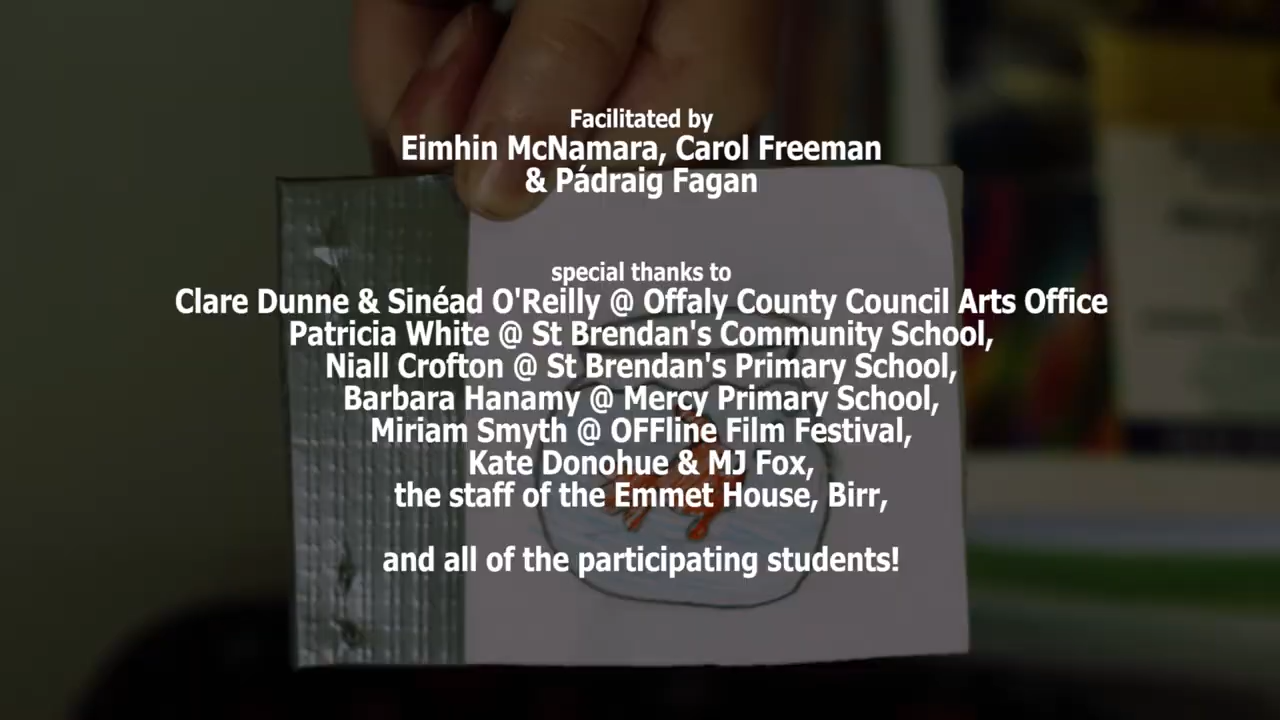 Facilitated by
Eimhin McNamara, Carol Freeman
& Pádraig Fagan
special thanks to
Clare Dunne & Sinéad O'Reilly @ Offaly County Council Arts Office
Patricia White @ St Brendan's Community School,
Niall Crofton @ St Brendan's Primary School,
Barbara Hanamy @ Mercy Primary School,
Miriam Smyth @ OFFline Film Festival,
Kate Donohue & MJ Fox,
the staff of the Emmet House, Birr,
and all of the participating students!